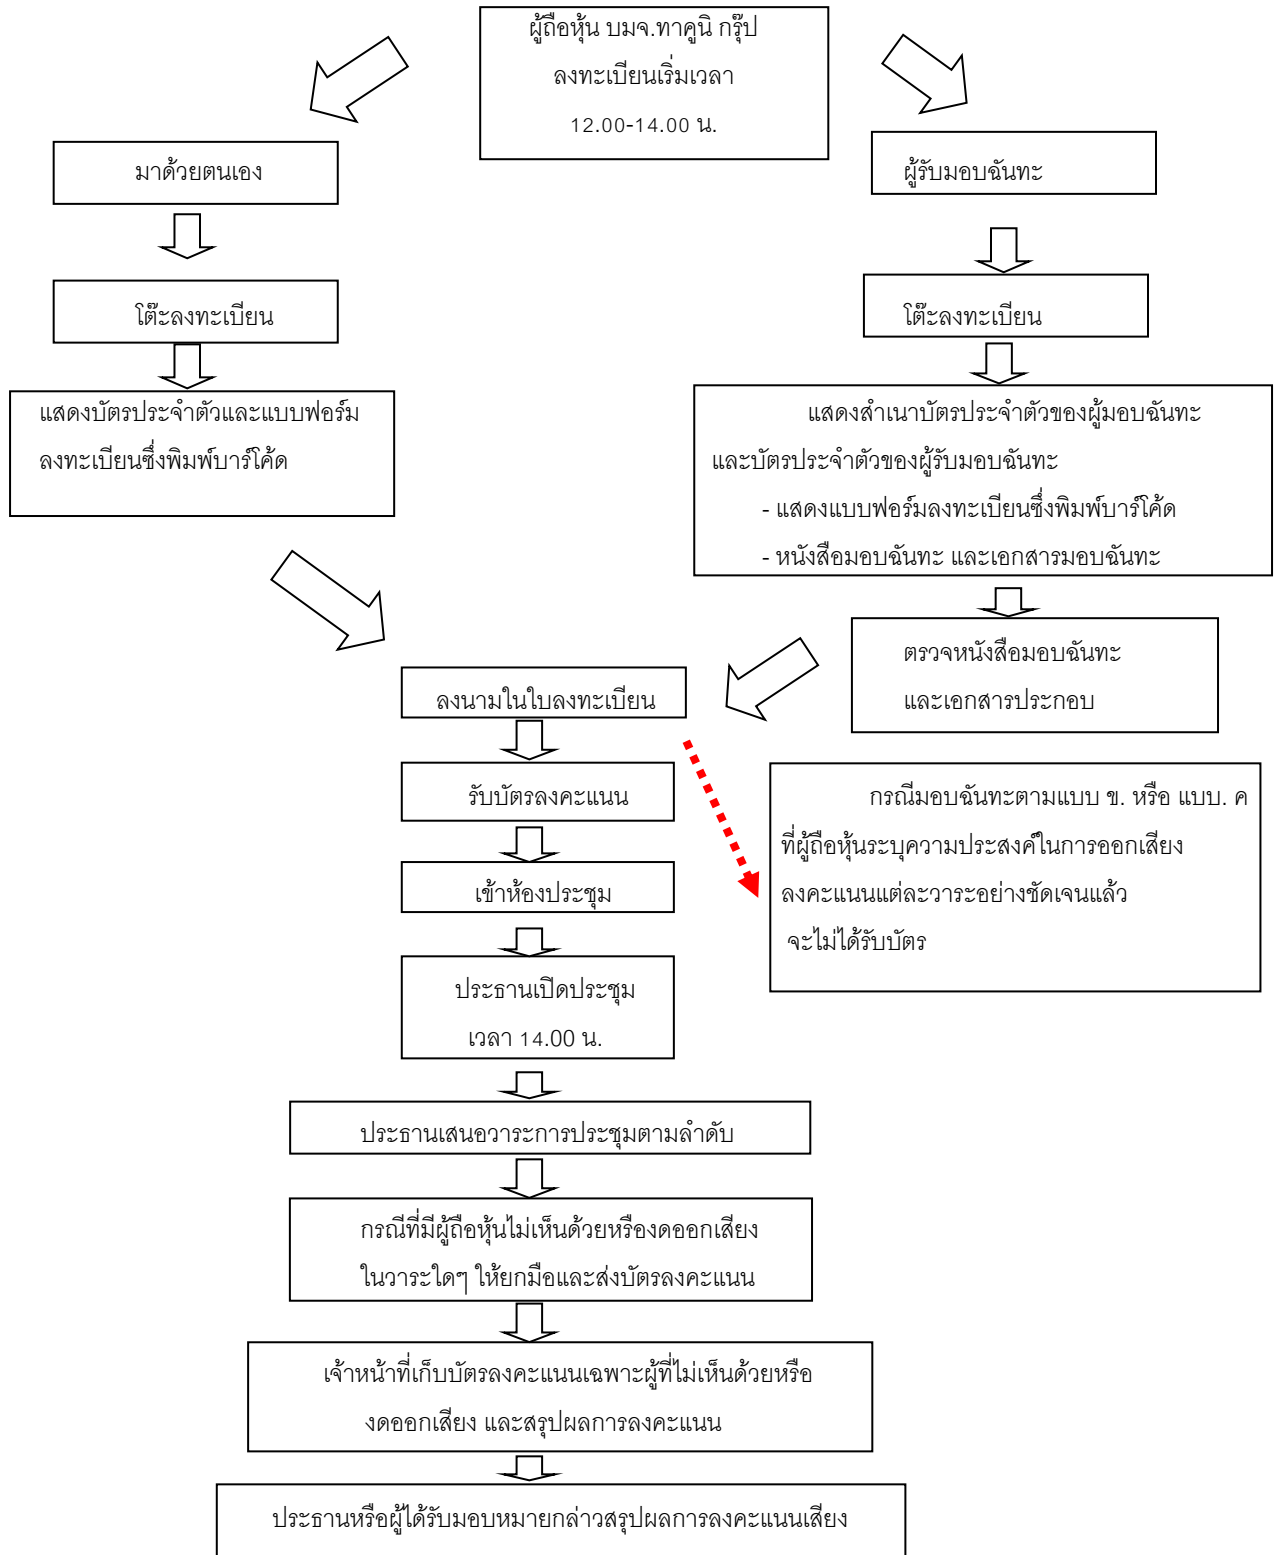 ผู้ถือหุ้น บมจ.ทาคูนิ กรุ๊ป
ลงทะเบียนเริ่มเวลา
12.00-14.00 น.
มาด้วยตนเอง
ผู้รับมอบฉันทะ
โต๊ะลงทะเบียน
โต๊ะลงทะเบียน
แสดงบัตรประจำตัวและแบบฟอร์ม
ลงทะเบียนซึ่งพิมพ์บาร์โค้ด
แสดงสำเนาบัตรประจำตัวของผู้มอบฉันทะ
และบัตรประจำตัวของผู้รับมอบฉันทะ
- แสดงแบบฟอร์มลงทะเบียนซึ่งพิมพ์บาร์โค้ด
- หนังสือมอบฉันทะ และเอกสารมอบฉันทะ
ตรวจหนังสือมอบฉันทะ
และเอกสารประกอบ
ลงนามในใบลงทะเบียน
รับบัตรลงคะแนน
กรณีมอบฉันทะตามแบบ ข. หรือ แบบ. ค
ที่ผู้ถือหุ้นระบุความประสงค์ในการออกเสียง
ลงคะแนนแต่ละวาระอย่างชัดเจนแล้ว
จะไม่ได้รับบัตร
เข้าห้องประชุม
ประธานเปิดประชุม
เวลา 14.00 น.
ประธานเสนอวาระการประชุมตามลำดับ
กรณีที่มีผู้ถือหุ้นไม่เห็นด้วยหรืองดออกเสียง
ในวาระใดๆ ให้ยกมือและส่งบัตรลงคะแนน
เจ้าหน้าที่เก็บบัตรลงคะแนนเฉพาะผู้ที่ไม่เห็นด้วยหรือ
งดออกเสียง และสรุปผลการลงคะแนน
ประธานหรือผู้ได้รับมอบหมายกล่าวสรุปผลการลงคะแนนเสียง